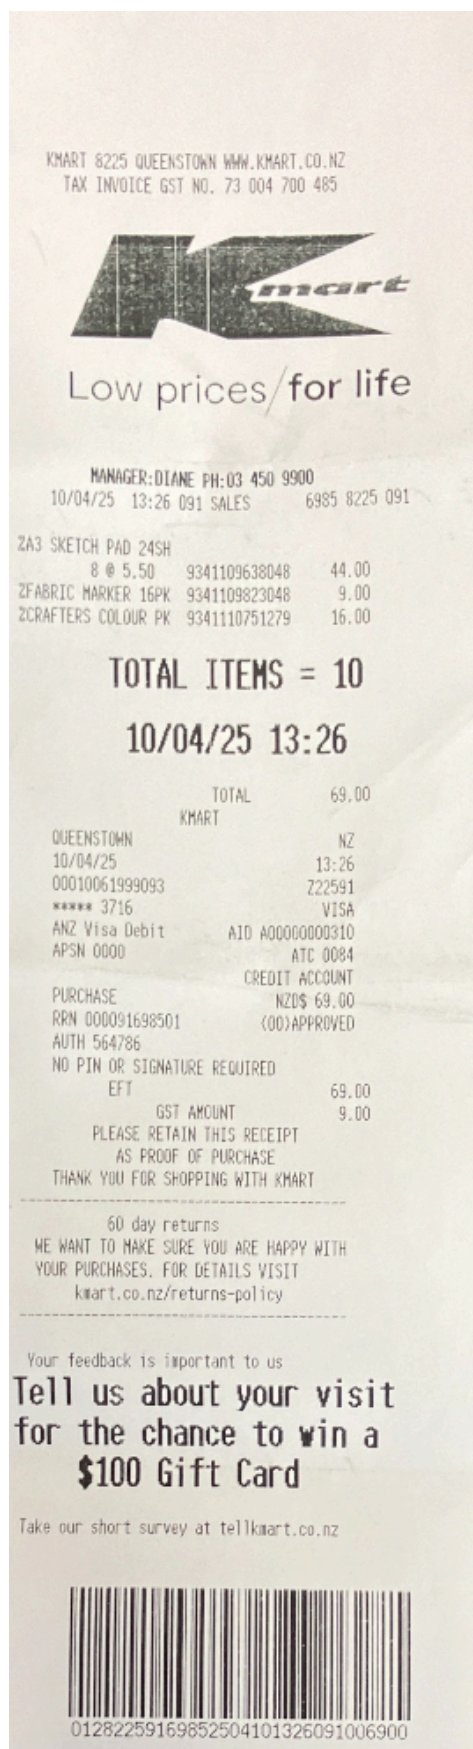 KMART 8225 QUEENSTOWN WWW.KMART.CO.NZ
TAX INVOICE GST NO. 73 004 700 485
Kmart
Low prices/for life
MANAGER:DIANE PH:03 450 9900
10/04/25 13:26 091 SALES 6985 8225 091
ZA3 SKETCH PAD 24SH
8 @ 5.50 9341109638048 44.00
ZFABRIC MARKER 16PK 9341109823048 9.00
ZCRAFTERS COLOUR PK 9341110751279 16.00
TOTAL ITEMS = 10
10/04/25 13:26
TOTAL 69.00
KMART
QUEENSTOWN NZ
10/04/25 13:26
00010061999093 Z22591
***** 3716 VISA
ANZ Visa Debit AID A00000000310
APSN 0000 ATC 0084
CREDIT ACCOUNT
PURCHASE NZD$ 69.00
RRN 000091698501 (00)APPROVED
AUTH 564786
NO PIN OR SIGNATURE REQUIRED
EFT 69.00
GST AMOUNT 9.00
PLEASE RETAIN THIS RECEIPT
AS PROOF OF PURCHASE
THANK YOU FOR SHOPPING WITH KMART
60 day returns
WE WANT TO MAKE SURE YOU ARE HAPPY WITH
YOUR PURCHASES. FOR DETAILS VISIT
kmart.co.nz/returns-policy
Your feedback is important to us
Tell us about your visit
for the chance to win a
$100 Gift Card
Take our short survey at tellkmart.co.nz
01282259169852504101326091006900